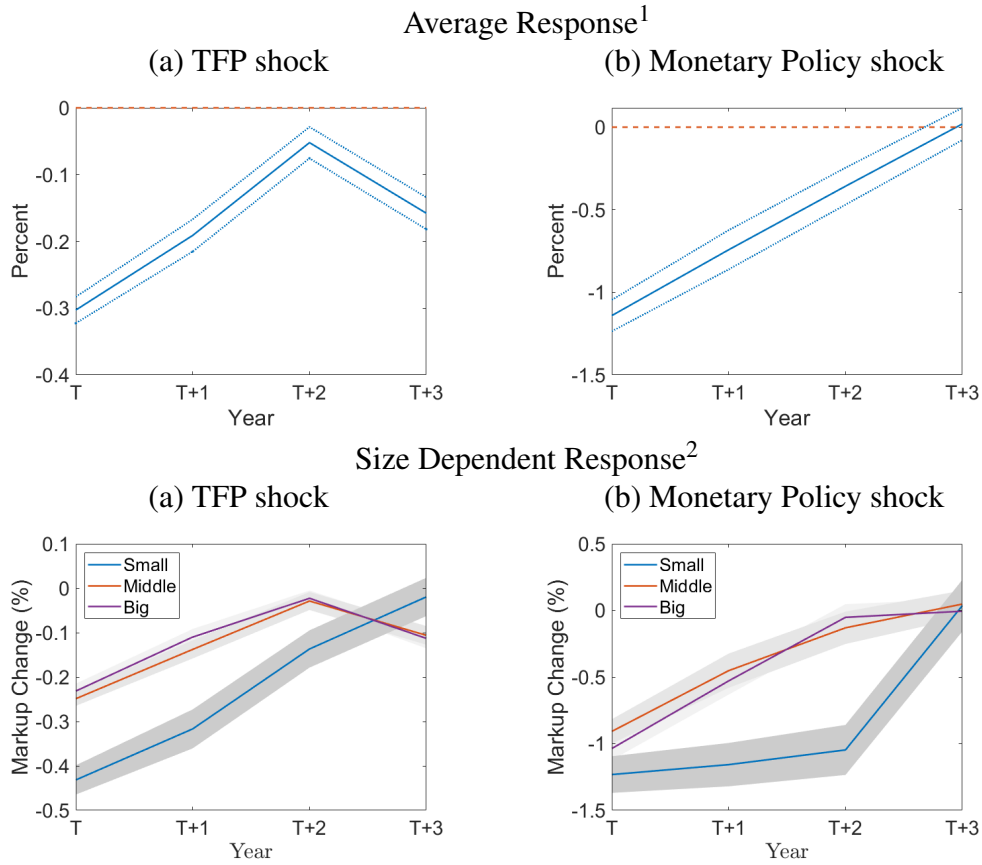 Average Response1
(a) TFP shock
(b) Monetary Policy shock
0
-0.1
-0.2
-0.3
-0.4
Percent
T
T+1
T+2
T+3
Year
0
-0.5
-1
-1.5
Percent
T
T+1
T+2
T+3
Year
Size Dependent Response2
(a) TFP shock
(b) Monetary Policy shock
0.1
0
-0.1
-0.2
-0.3
-0.4
-0.5
Markup Change (%)
Small
Middle
Big
T
T+1
T+2
T+3
Year
0.5
0
-0.5
-1
-1.5
Markup Change (%)
Small
Middle
Big
T
T+1
T+2
T+3
Year